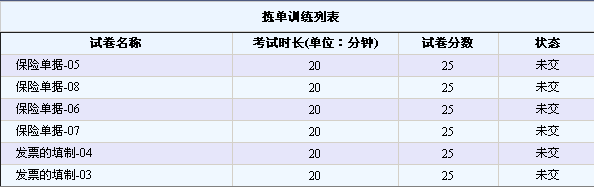 拣单训练列表
试卷名称 考试时长(单位：分钟) 试卷分数 状态
保险单据-05 20 25 未交
保险单据-08 20 25 未交
保险单据-06 20 25 未交
保险单据-07 20 25 未交
发票的填制-04 20 25 未交
发票的填制-03 20 25 未交